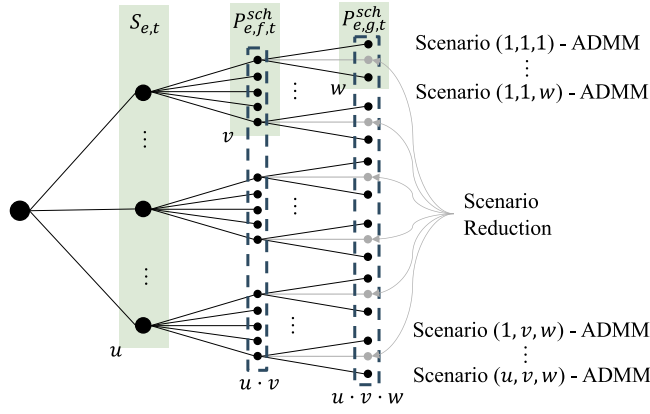 S_{e,t}
P^{sch}_{e,f,t}
P^{sch}_{e,g,t}
Scenario (1,1,1) - ADMM
⋮
Scenario (1,1,w) - ADMM
w
v
⋮
⋮
⋮
⋮
⋮
⋮
Scenario
Reduction
Scenario (1,v,w) - ADMM
⋮
Scenario (u,v,w) - ADMM
u
u · v
u · v · w